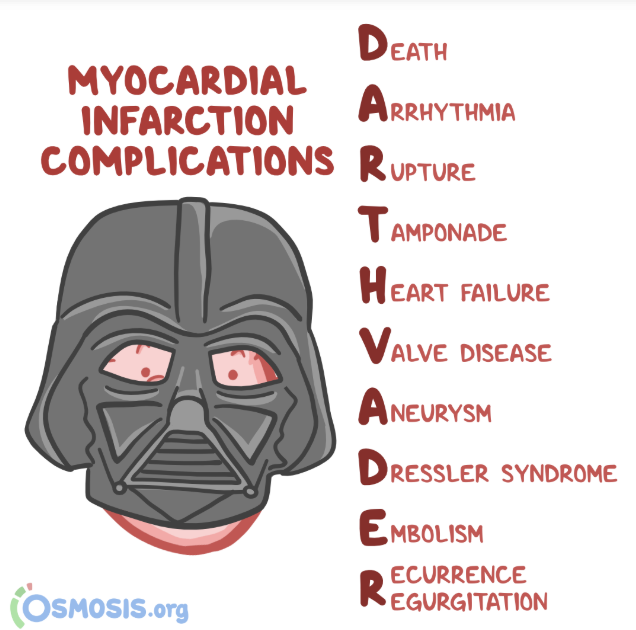 MYOCARDIAL
INFARCTION
COMPLICATIONS
DEATH
ARRHYTHMIA
RUPTURE
TAMPONADE
HEART FAILURE
VALVE DISEASE
ANEURYSM
DRESSLER SYNDROME
EMBOLISM
RECURRENCE
REGURGITATION
OSMOSIS.org